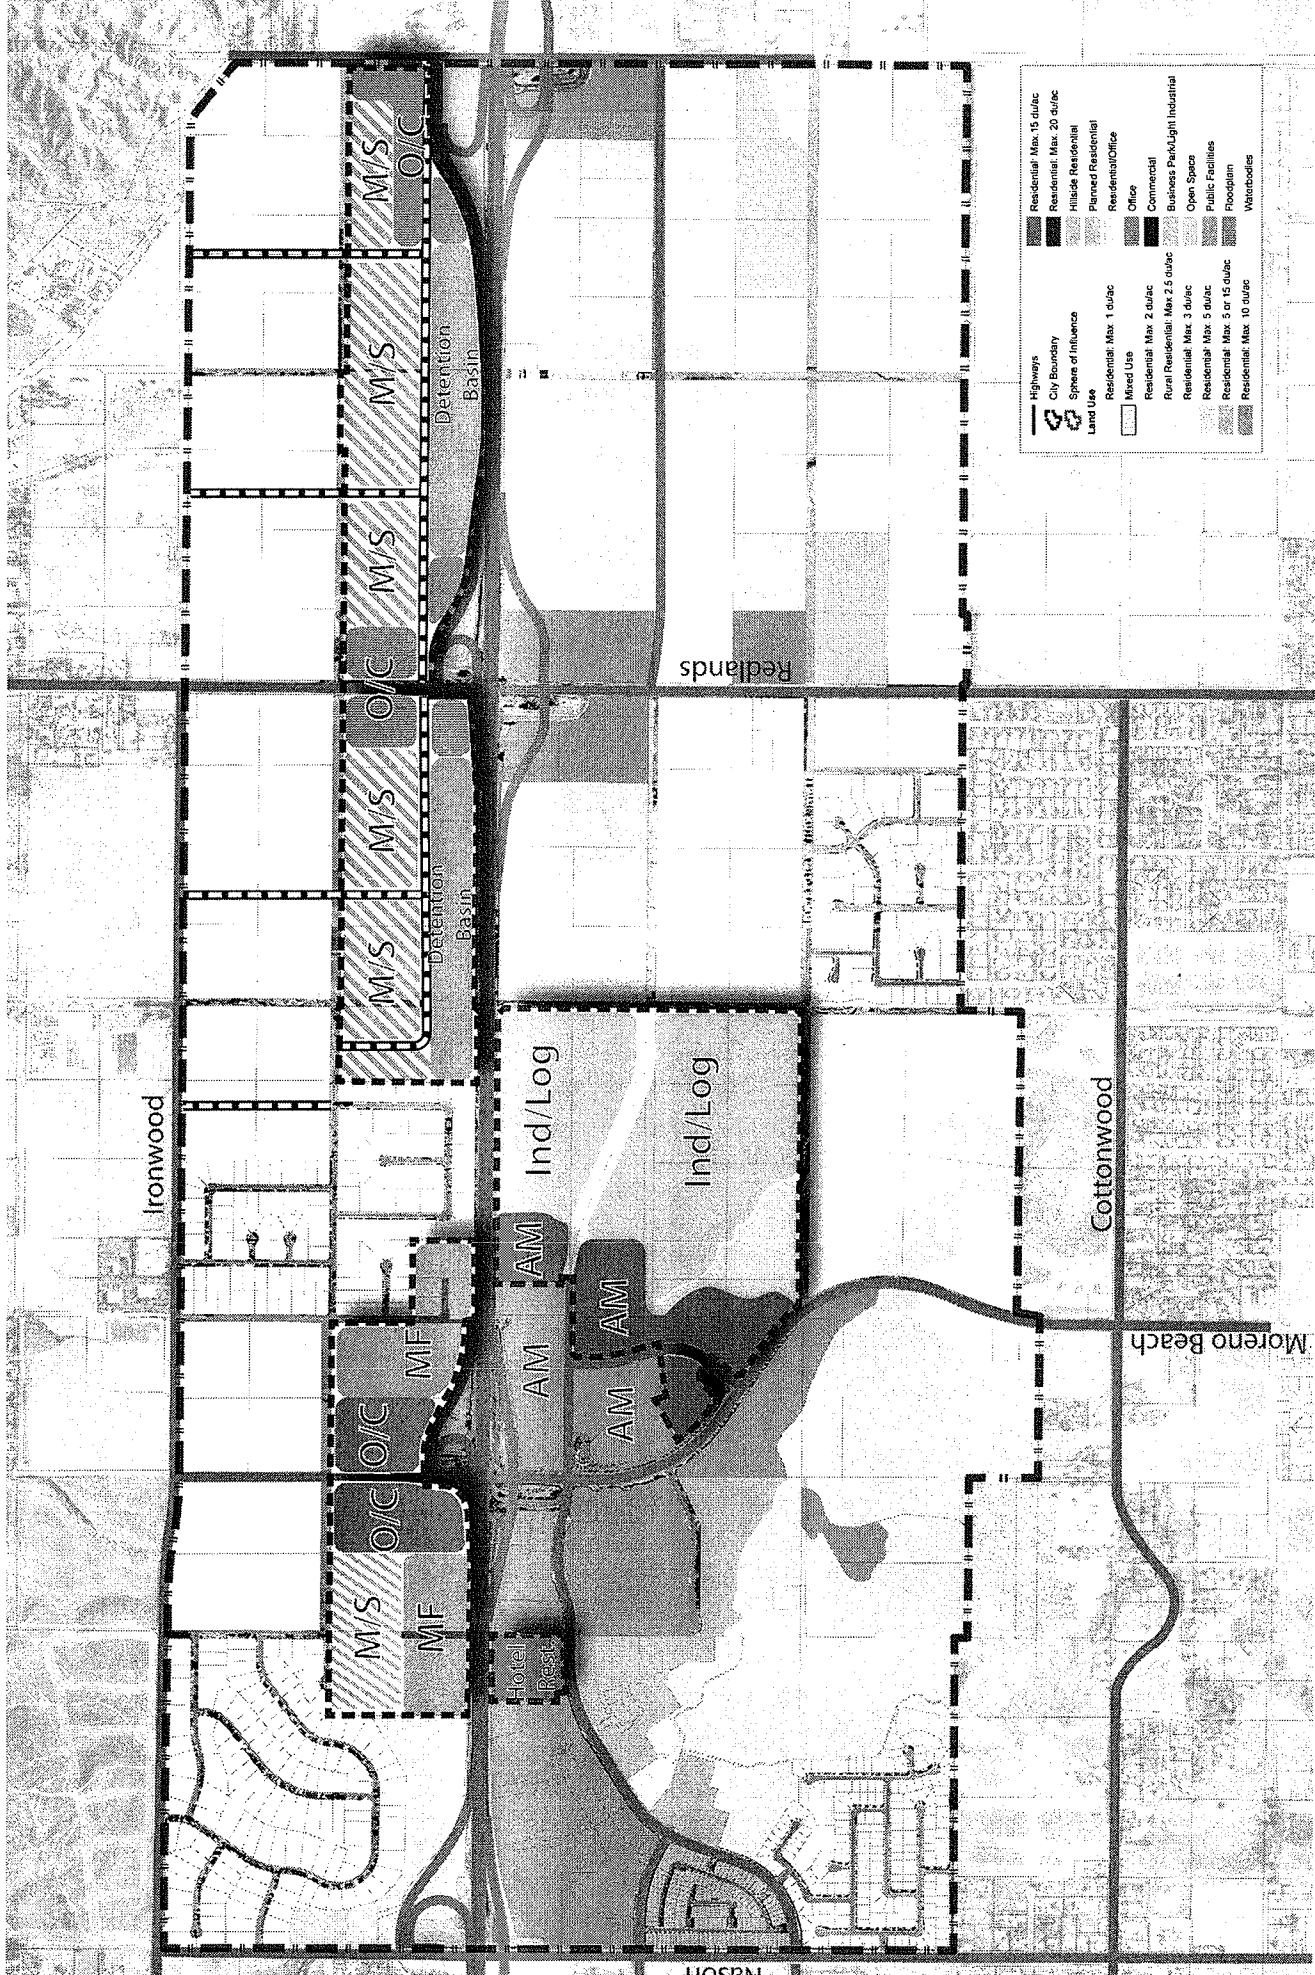 M/S
O/C
M/S
Detention
Basin
M/S
O/C
O/C
M/S
M/S
Detention
Basin
Redlands
Ironwood
Ind/Log
Ind/Log
AM
AM
AM
AM
MF
O/C
O/C
M/S
MF
Hotel
Rest.
Cottonwood
Moreno Beach
Nason
Highways
City Boundary
Sphere of Influence
Land Use
Residential: Max. 1 du/ac
Mixed Use
Residential: Max 2 du/ac
Rural Residential: Max 2.5 du/ac
Residential: Max. 3 du/ac
Residential: Max. 5 du/ac
Residential: Max. 5 or 15 du/ac
Residential: Max. 10 du/ac
Residential: Max. 15 du/ac
Residential: Max. 20 du/ac
Hillside Residential
Planned Residential
Residential/Office
Office
Commercial
Business Park/Light Industrial
Open Space
Public Facilities
Floodplain
Waterbodies